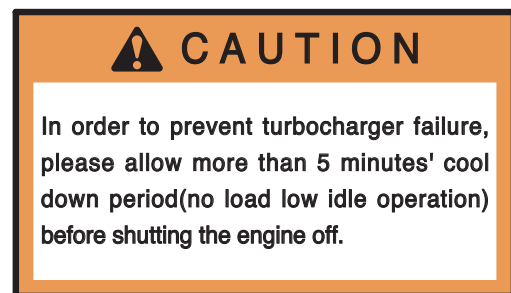 CAUTION
In order to prevent turbocharger failure,
please allow more than 5 minutes' cool
down period(no load low idle operation)
before shutting the engine off.